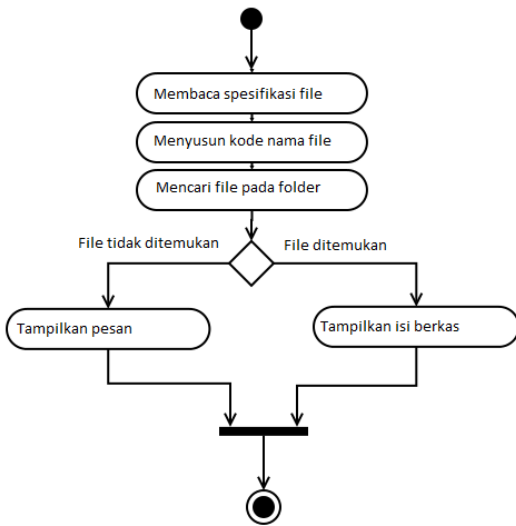 Membaca spesifikasi file
Menyusun kode nama file
Mencari file pada folder
File tidak ditemukan
File ditemukan
Tampilkan pesan
Tampilkan isi berkas